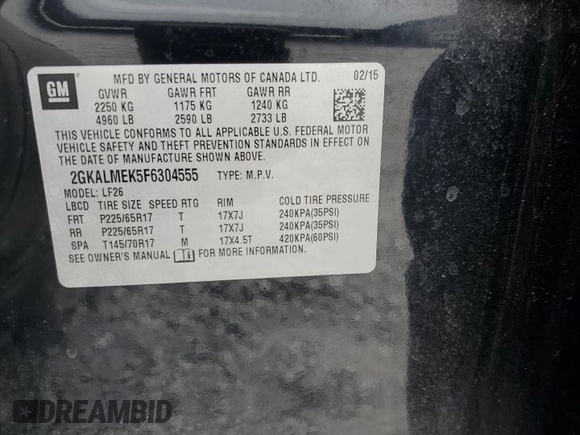 GM
MFD BY GENERAL MOTORS OF CANADA LTD. 02/15
GVWR GAWR FRT GAWR RR
2250 KG 1175 KG 1240 KG
4960 LB 2590 LB 2733 LB
THIS VEHICLE CONFORMS TO ALL APPLICABLE U.S. FEDERAL MOTOR
VEHICLE SAFETY AND THEFT PREVENTION STANDARDS IN EFFECT ON
THE DATE OF MANUFACTURE SHOWN ABOVE.
2GKALMEK5F6304555 TYPE: M.P.V.
MODEL: LF26
LBCD TIRE SIZE SPEED RTG RIM COLD TIRE PRESSURE
FRT P225/65R17 T 17X7J 240KPA(35PSI)
RR P225/65R17 T 17X7J 240KPA(35PSI)
SPA T145/70R17 M 17X4.5T 420KPA(60PSI)
SEE OWNER'S MANUAL FOR MORE INFORMATION
DREAMBID